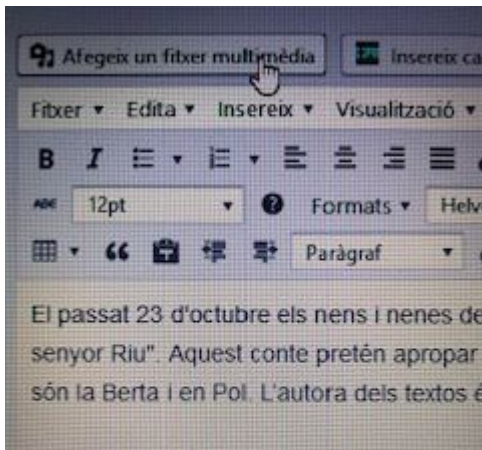 Afegeix un fitxer multimèdia Insereix ca
Fitxer Edita Insereix Visualització
B I
ABC 12pt Formats Helv
Paràgraf
El passat 23 d'octubre els nens i nenes de
senyor Riu". Aquest conte pretén apropar
són la Berta i en Pol. L'autora dels textos é